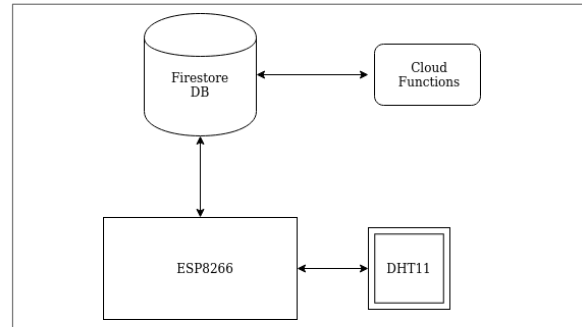 Firestore
DB
Cloud
Functions
ESP8266
DHT11